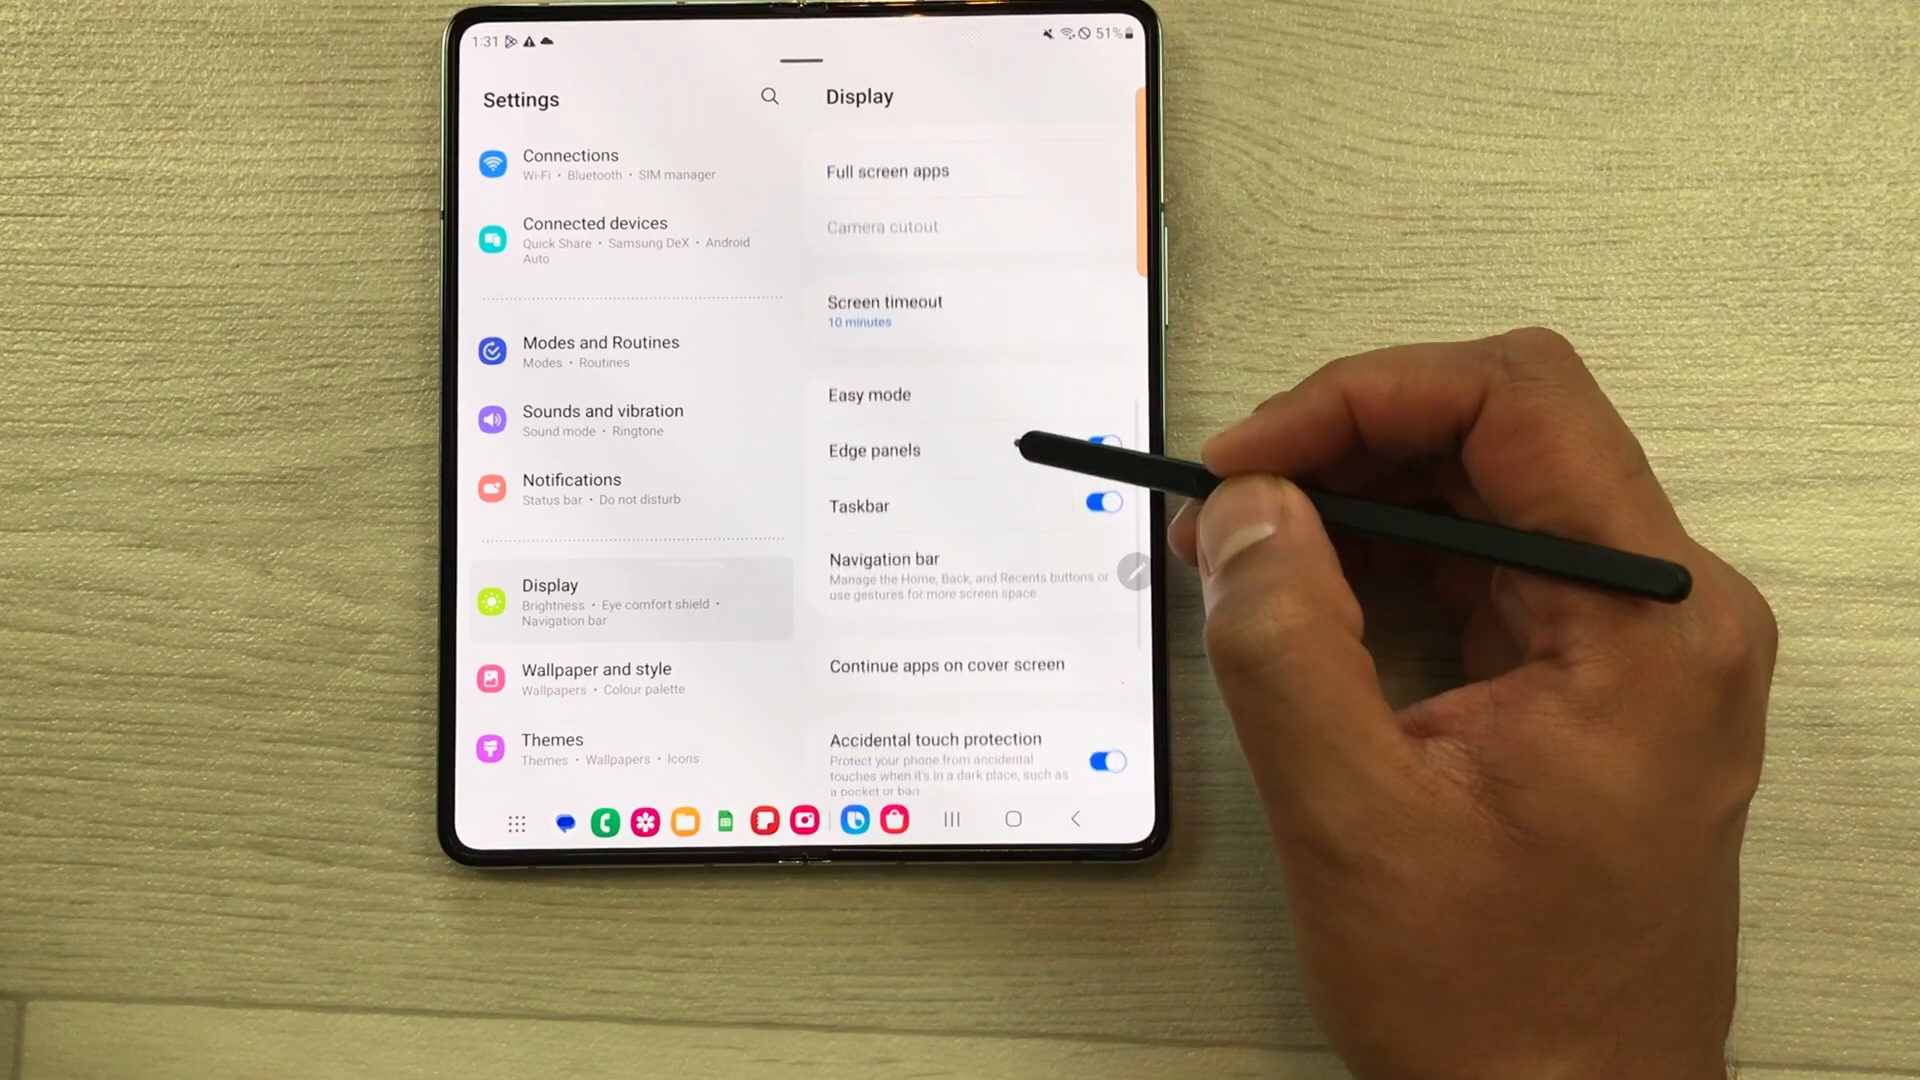 1:31
51%
Settings
Connections
Wi-Fi • Bluetooth • SIM manager
Connected devices
Quick Share • Samsung DeX • Android
Auto
Modes and Routines
Modes • Routines
Sounds and vibration
Sound mode • Ringtone
Notifications
Status bar • Do not disturb
Display
Brightness • Eye comfort shield •
Navigation bar
Wallpaper and style
Wallpapers • Colour palette
Themes
Themes • Wallpapers • Icons
Display
Full screen apps
Camera cutout
Screen timeout
10 minutes
Easy mode
Edge panels
Taskbar
Navigation bar
Manage the Home, Back, and Recents buttons or
use gestures for more screen space.
Continue apps on cover screen
Accidental touch protection
Protect your phone from accidental
touches when it's in a dark place, such as
a pocket or bag